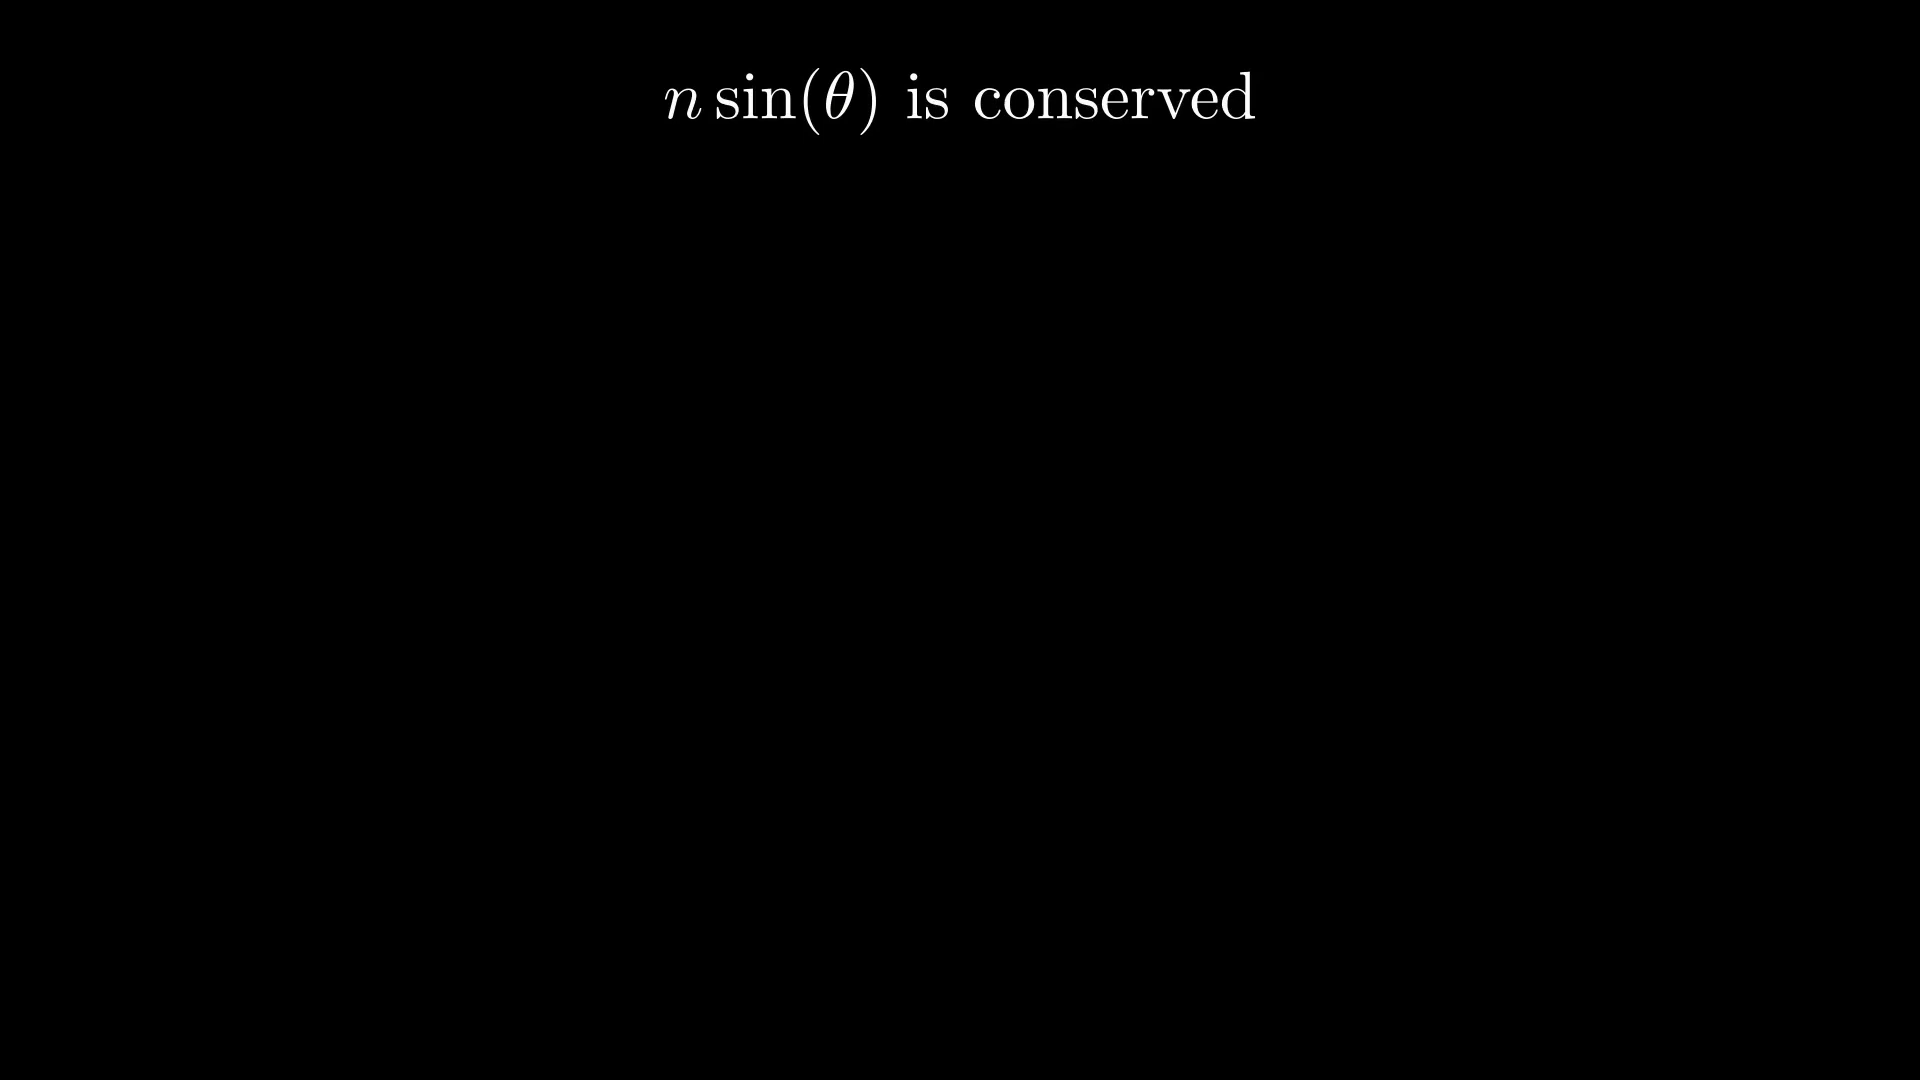 n sin(θ) is conserved